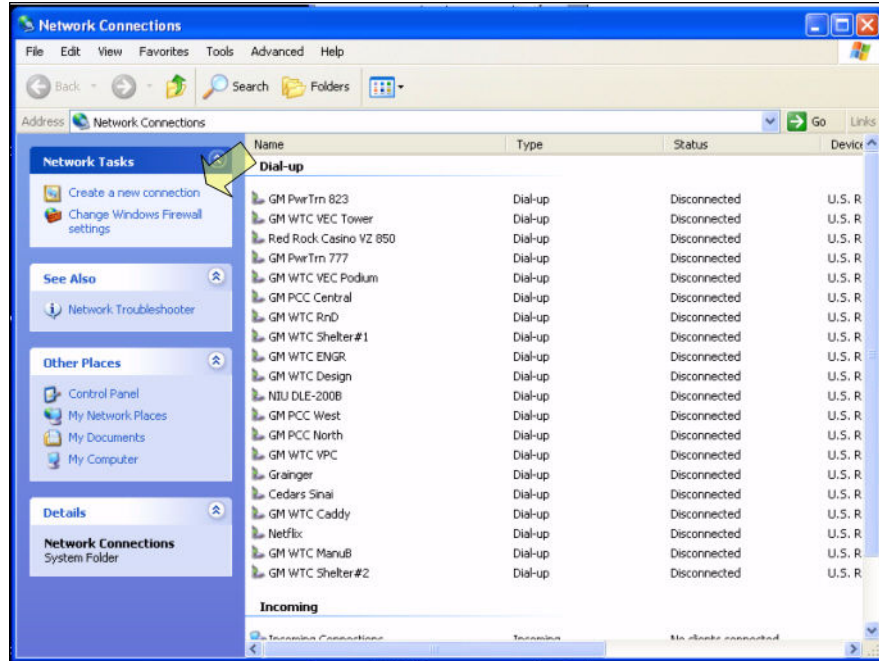 Network Connections
File Edit View Favorites Tools Advanced Help
Back Search Folders
Address Network Connections Go Links
Network Tasks
Create a new connection
Change Windows Firewall
settings
See Also
Network Troubleshooter
Other Places
Control Panel
My Network Places
My Documents
My Computer
Details
Network Connections
System Folder
Name Type Status Device
Dial-up
GM PwrTrn 823 Dial-up Disconnected U.S. R
GM WTC VEC Tower Dial-up Disconnected U.S. R
Red Rock Casino VZ 850 Dial-up Disconnected U.S. R
GM PwrTrn 777 Dial-up Disconnected U.S. R
GM WTC VEC Podium Dial-up Disconnected U.S. R
GM PCC Central Dial-up Disconnected U.S. R
GM WTC RnD Dial-up Disconnected U.S. R
GM WTC Shelter#1 Dial-up Disconnected U.S. R
GM WTC ENGR Dial-up Disconnected U.S. R
GM WTC Design Dial-up Disconnected U.S. R
NIU DLE-200B Dial-up Disconnected U.S. R
GM PCC West Dial-up Disconnected U.S. R
GM PCC North Dial-up Disconnected U.S. R
GM WTC VPC Dial-up Disconnected U.S. R
Grainger Dial-up Disconnected U.S. R
Cedars Sinai Dial-up Disconnected U.S. R
GM WTC Caddy Dial-up Disconnected U.S. R
Netflix Dial-up Disconnected U.S. R
GM WTC ManuB Dial-up Disconnected U.S. R
GM WTC Shelter#2 Dial-up Disconnected U.S. R
Incoming
Incoming Connections Incoming No clients connected